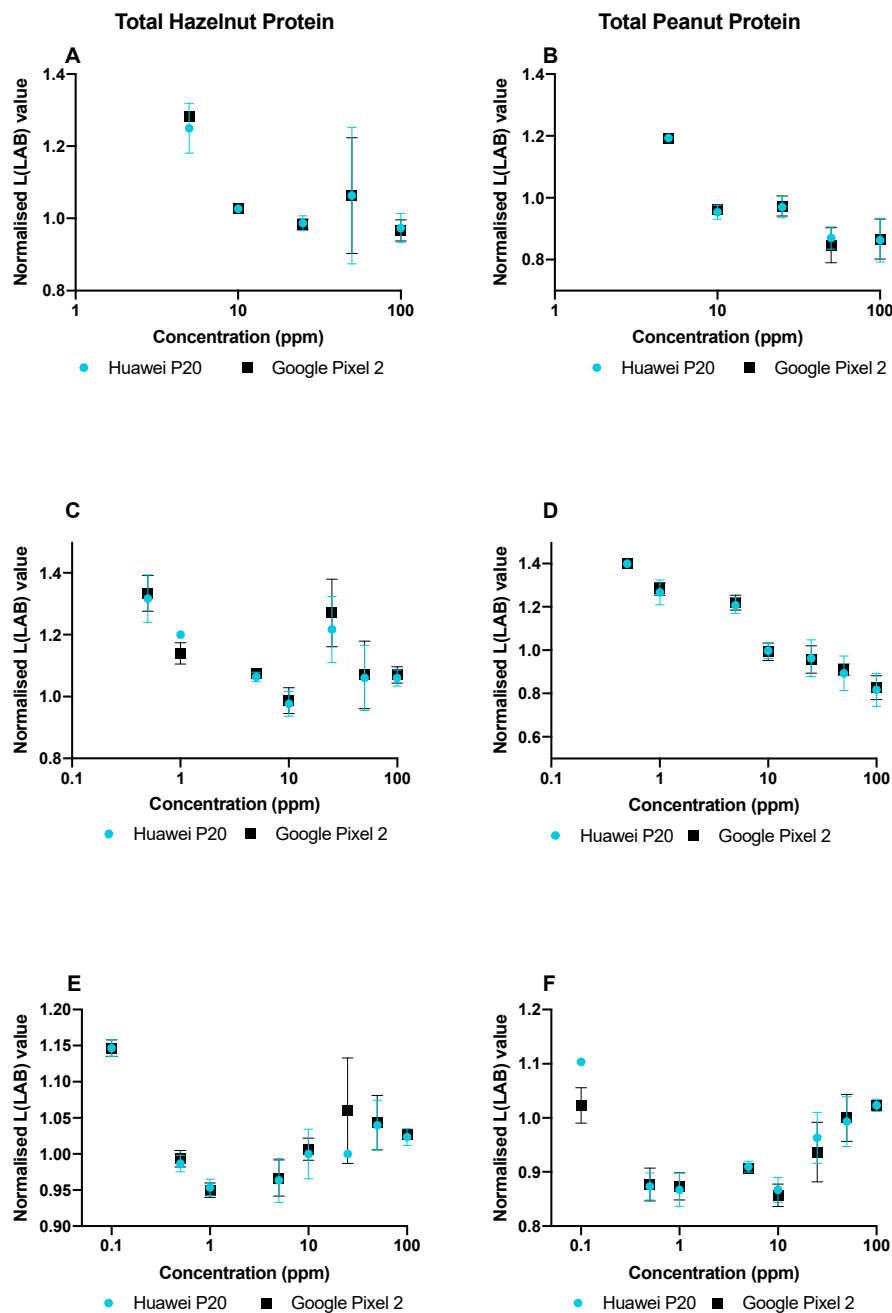 Total Hazelnut Protein
Total Peanut Protein
A
Normalised L(LAB) value
1.4
1.2
1.0
0.8
1
10
100
Concentration (ppm)
Huawei P20
Google Pixel 2
B
Normalised L(LAB) value
1.4
1.2
1.0
0.8
1
10
100
Concentration (ppm)
Huawei P20
Google Pixel 2
C
Normalised L(LAB) value
1.4
1.2
1.0
0.8
0.1
1
10
100
Concentration (ppm)
Huawei P20
Google Pixel 2
D
Normalised L(LAB) value
1.4
1.2
1.0
0.8
0.6
0.1
1
10
100
Concentration (ppm)
Huawei P20
Google Pixel 2
E
Normalised L(LAB) value
1.20
1.15
1.10
1.05
1.00
0.95
0.90
0.1
1
10
100
Concentration (ppm)
Huawei P20
Google Pixel 2
F
Normalised L(LAB) value
1.2
1.1
1.0
0.9
0.8
0.1
1
10
100
Concentration (ppm)
Huawei P20
Google Pixel 2